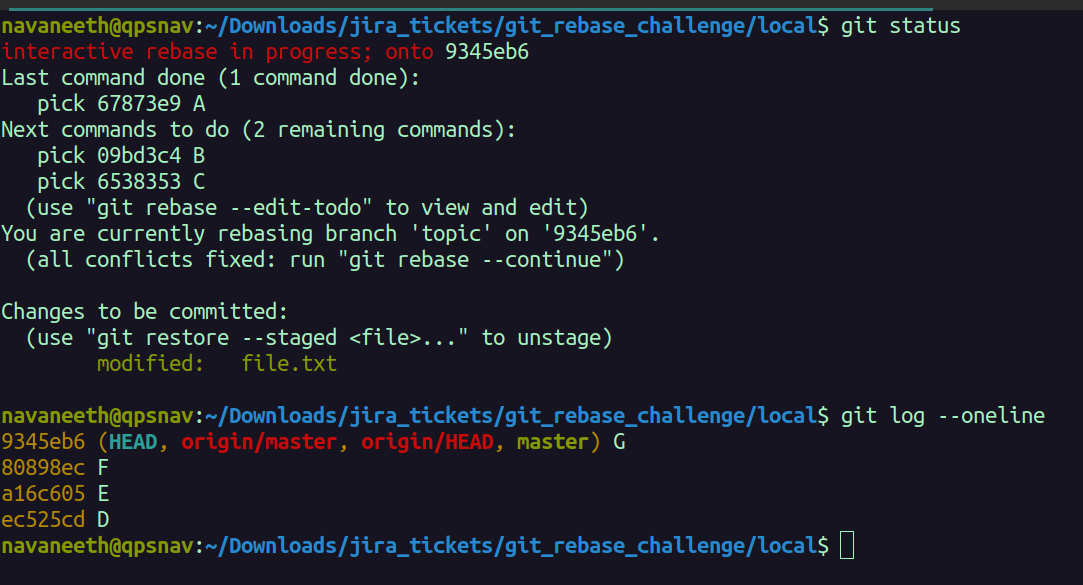 navaneeth@qpsnav:~/Downloads/jira_tickets/git_rebase_challenge/local$ git status
interactive rebase in progress; onto 9345eb6
Last command done (1 command done):
   pick 67873e9 A
Next commands to do (2 remaining commands):
   pick 09bd3c4 B
   pick 6538353 C
  (use "git rebase --edit-todo" to view and edit)
You are currently rebasing branch 'topic' on '9345eb6'.
  (all conflicts fixed: run "git rebase --continue")

Changes to be committed:
  (use "git restore --staged <file>..." to unstage)
        modified:   file.txt

navaneeth@qpsnav:~/Downloads/jira_tickets/git_rebase_challenge/local$ git log --oneline
9345eb6 (HEAD, origin/master, origin/HEAD, master) G
80898ec F
a16c605 E
ec525cd D
navaneeth@qpsnav:~/Downloads/jira_tickets/git_rebase_challenge/local$